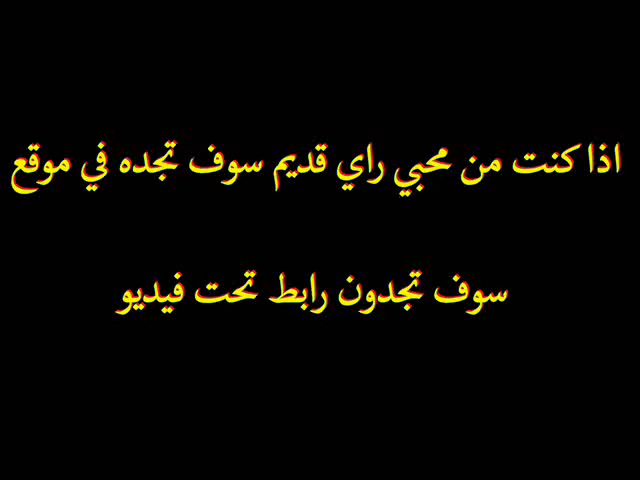 اذا كنت من محبي راي قديم سوف تجده في موقع
سوف تجدون رابط تحت فيديو